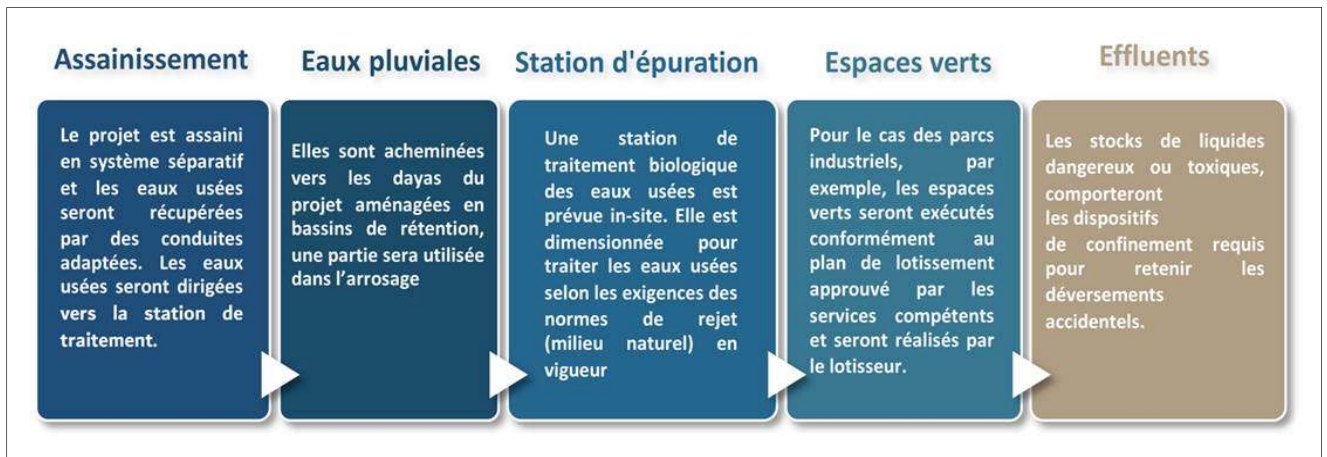 Assainissement
Le projet est assaini
en système séparatif
et les eaux usées
seront récupérées
par des conduites
adaptées. Les eaux
usées seront dirigées
vers la station de
traitement.
Eaux pluviales
Elles sont acheminées
vers les dayas du
projet aménagées en
bassins de rétention,
une partie sera utilisée
dans l’arrosage
Station d'épuration
Une station de
traitement biologique
des eaux usées est
prévue in-site. Elle est
dimensionnée pour
traiter les eaux usées
selon les exigences des
normes de rejet
(milieu naturel) en
vigueur
Espaces verts
Pour le cas des parcs
industriels, par
exemple, les espaces
verts seront exécutés
conformément au
plan de lotissement
approuvé par les
services compétents
et seront réalisés par
le lotisseur.
Effluents
Les stocks de liquides
dangereux ou toxiques,
comporteront
les dispositifs
de confinement requis
pour retenir les
déversements
accidentels.